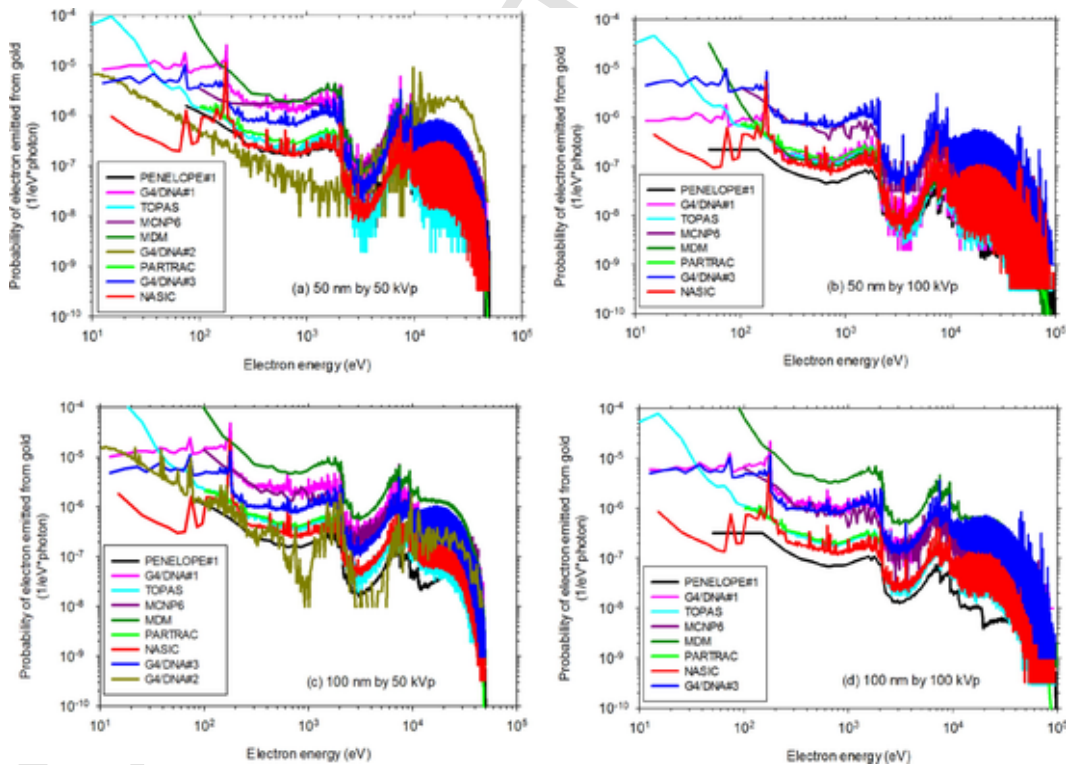 10-4
10-5
10-6
10-7
10-8
10-9
10-10
Probability of electron emitted from gold
(1/eV*photon)
PENELOPE#1
G4/DNA#1
TOPAS
MCNP6
MDM
G4/DNA#2
PARTRAC
G4/DNA#3
NASIC
(a) 50 nm by 50 kVp
101
102
103
104
105
Electron energy (eV)
10-4
10-5
10-6
10-7
10-8
10-9
10-10
Probability of electron emitted from gold
(1/eV*photon)
PENELOPE#1
G4/DNA#1
TOPAS
MCNP6
MDM
PARTRAC
G4/DNA#3
NASIC
(b) 50 nm by 100 kVp
101
102
103
104
105
Electron energy (eV)
10-4
10-5
10-6
10-7
10-8
10-9
10-10
Probability of electron emitted from gold
(1/eV*photon)
PENELOPE#1
G4/DNA#1
TOPAS
MCNP6
MDM
PARTRAC
NASIC
G4/DNA#3
G4/DNA#2
(c) 100 nm by 50 kVp
101
102
103
104
105
Electron energy (eV)
10-4
10-5
10-6
10-7
10-8
10-9
10-10
Probability of electron emitted from gold
(1/eV*photon)
PENELOPE#1
G4/DNA#1
TOPAS
MCNP6
MDM
PARTRAC
NASIC
G4/DNA#3
(d) 100 nm by 100 kVp
101
102
103
104
105
Electron energy (eV)